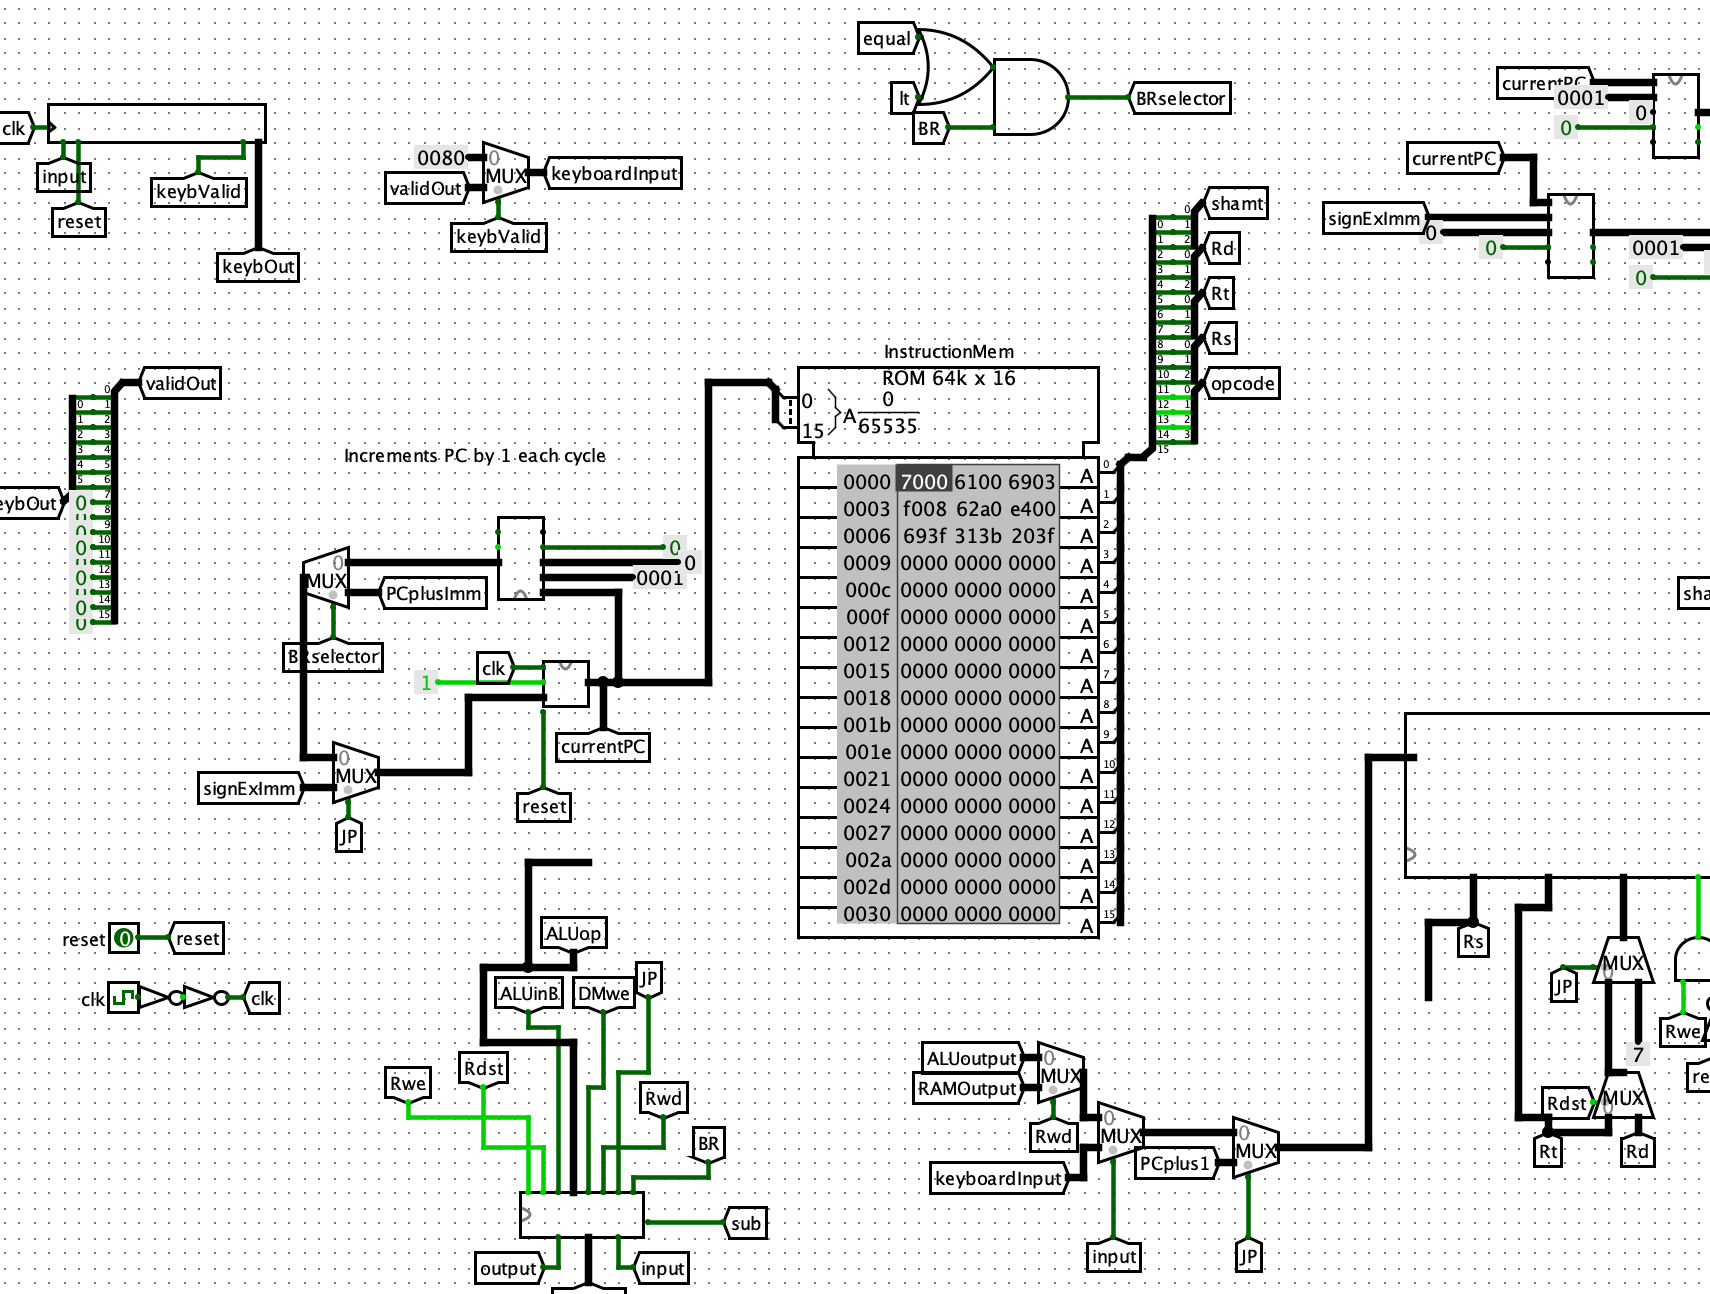 equal
lt
BR
BRselector
clk
input
reset
keybValid
keybOut
0080
validOut
0
MUX
keyboardInput
keybValid
currentPC
0001
0
0
currentPC
signExImm
0
0
0001
0
shamt
Rd
Rt
Rs
opcode
validOut
Increments PC by 1 each cycle
InstructionMem
ROM 64k x 16
0
15
A
0
65535
0000 7000 6100 6903
0003 f008 62a0 e400
0006 693f 313b 203f
0009 0000 0000 0000
000c 0000 0000 0000
000f 0000 0000 0000
0012 0000 0000 0000
0015 0000 0000 0000
0018 0000 0000 0000
001b 0000 0000 0000
001e 0000 0000 0000
0021 0000 0000 0000
0024 0000 0000 0000
0027 0000 0000 0000
002a 0000 0000 0000
002d 0000 0000 0000
0030 0000 0000 0000
0
MUX
PCplusImm
BRselector
0
0
0001
clk
1
currentPC
reset
0
MUX
signExImm
JP
reset
0
reset
clk
clk
ALUop
ALUinB
DMwe
JP
Rwe
Rdst
Rwd
BR
sub
output
input
ALUoutput
RAMOutput
0
MUX
Rwd
keyboardInput
0
MUX
PCplus1
0
MUX
input
JP
Rs
JP
MUX
0
Rwe
7
Rdst
MUX
0
Rt
Rd